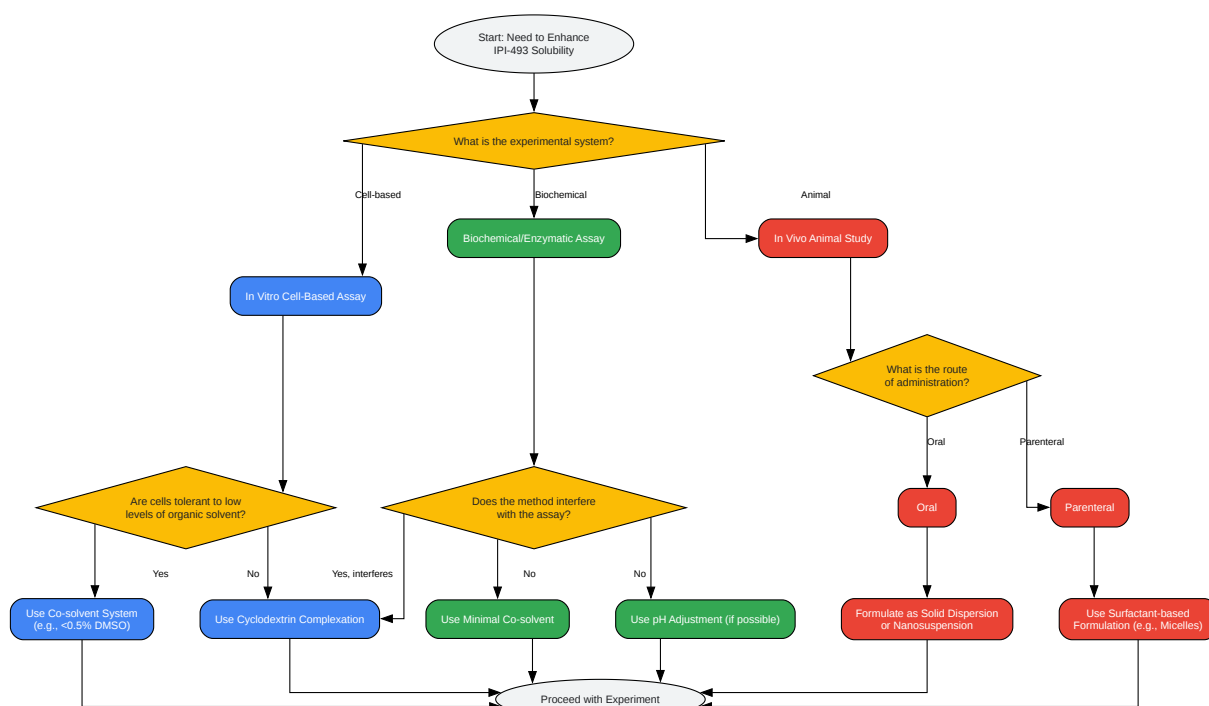 Start: Need to Enhance
IPI-493 Solubility
What is the experimental system?
Cell-based
Biochemical
Animal
Biochemical/Enzymatic Assay
In Vivo Animal Study
In Vitro Cell-Based Assay
What is the route
of administration?
Oral
Parenteral
Are cells tolerant to low
levels of organic solvent?
Does the method interfere
with the assay?
Oral
Parenteral
Yes
No
Yes, interferes
No
No
Use Co-solvent System
(e.g., <0.5% DMSO)
Use Cyclodextrin Complexation
Use Minimal Co-solvent
Use pH Adjustment (if possible)
Formulate as Solid Dispersion
or Nanosuspension
Use Surfactant-based
Formulation (e.g., Micelles)
Proceed with Experiment